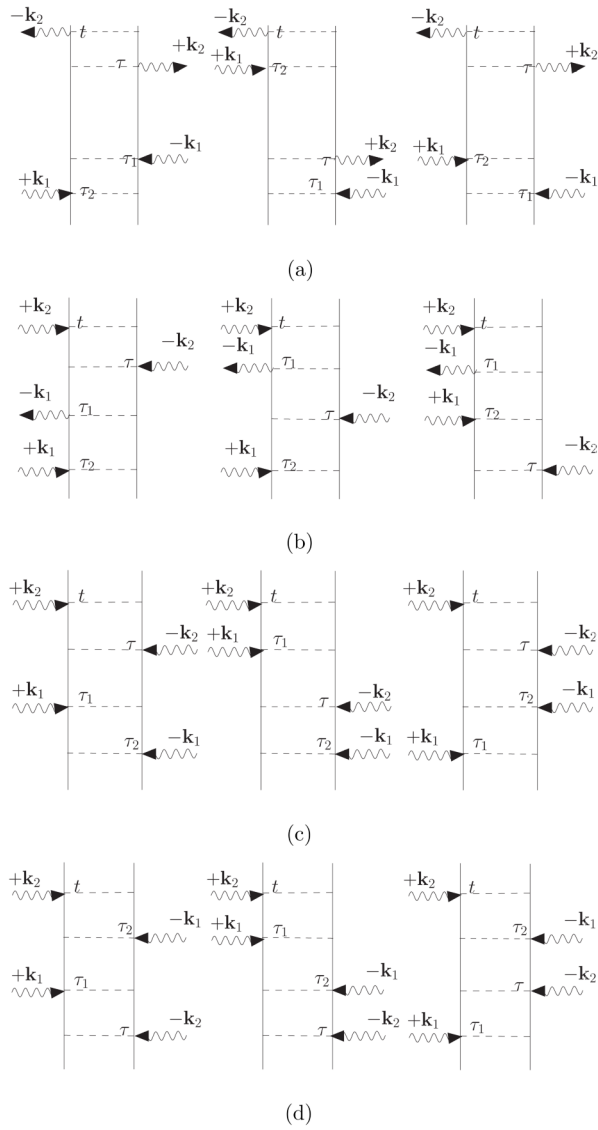 −k₂ t −k₂ t −k₂ t
τ +k₂ +k₁ τ₂ τ +k₂
τ₁ −k₁ τ +k₂ +k₁ τ₂
+k₁ τ₂ τ₁ −k₁ τ₁ −k₁
(a)
+k₂ t +k₂ t +k₂ t
τ −k₂ −k₁ τ₁ −k₁ τ₁
−k₁ τ₁ τ −k₂ +k₁ τ₂
+k₁ τ₂ +k₁ τ₂ τ −k₂
(b)
+k₂ t +k₂ t +k₂ t
τ −k₂ +k₁ τ₁ τ −k₂
+k₁ τ₁ τ −k₂ τ₂ −k₁
τ₂ −k₁ τ₂ −k₁ +k₁ τ₁
(c)
+k₂ t +k₂ t +k₂ t
τ₂ −k₁ +k₁ τ₁ τ₂ −k₁
+k₁ τ₁ τ₂ −k₁ τ −k₂
τ −k₂ τ −k₂ +k₁ τ₁
(d)